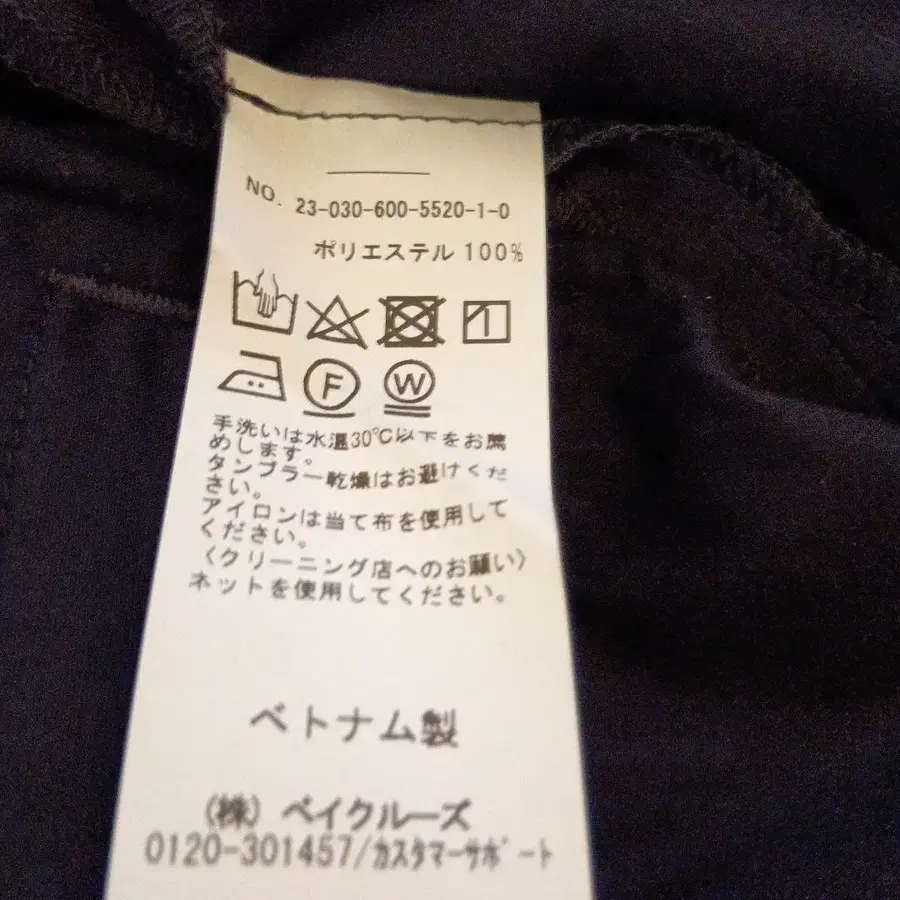 NO. 23-030-600-5520-1-0
ポリエステル 100%
F W
手洗いは水温30℃以下をお薦
めします。
タンブラー乾燥はお避けくだ
さい。
アイロンは当て布を使用して
ください。
〈クリーニング店へのお願い〉
ネットを使用してください。
ベトナム製
(株) ベイクルーズ
0120-301457/カスタマーサポート